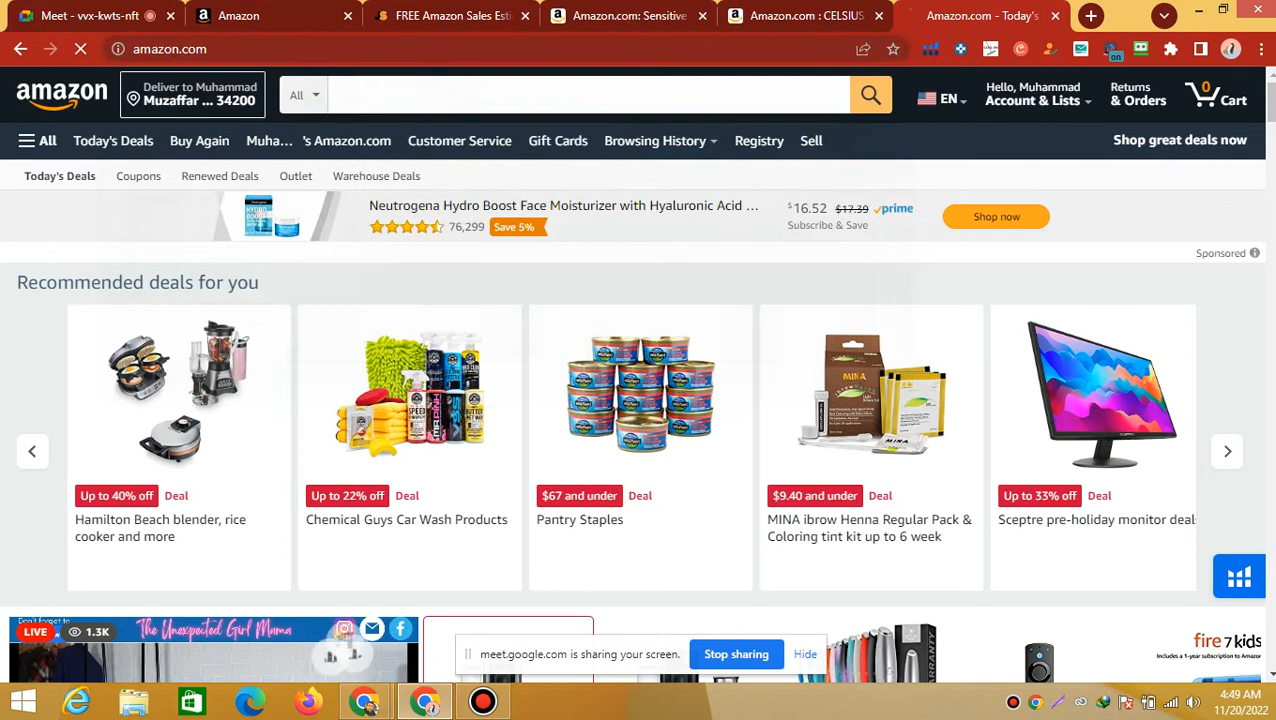 Meet - vvx-kwts-nft
Amazon
FREE Amazon Sales Esti
Amazon.com: Sensitive
Amazon.com : CELSIUS
Amazon.com - Today's
amazon.com
on
amazon
Deliver to Muhammad
Muzaffar ... 34200
All
EN
Hello, Muhammad
Account & Lists
Returns
& Orders
0
Cart
All
Today's Deals
Buy Again
Muha... 's Amazon.com
Customer Service
Gift Cards
Browsing History
Registry
Sell
Shop great deals now
Today's Deals
Coupons
Renewed Deals
Outlet
Warehouse Deals
Neutrogena Hydro Boost Face Moisturizer with Hyaluronic Acid ...
76,299
Save 5%
$16.52 $17.39 prime
Subscribe & Save
Shop now
Sponsored
Recommended deals for you
Up to 40% off Deal
Hamilton Beach blender, rice
cooker and more
Up to 22% off Deal
Chemical Guys Car Wash Products
$67 and under Deal
Pantry Staples
MINA
MINA
$9.40 and under Deal
MINA ibrow Henna Regular Pack &
Coloring tint kit up to 6 week
Up to 33% off Deal
Sceptre pre-holiday monitor deal
LIVE
1.3K
The Unexpected Girl Mama
meet.google.com is sharing your screen.
Stop sharing
Hide
fire 7 kids
Includes a 1-year subscription to Amazon
4:49 AM
11/20/2022